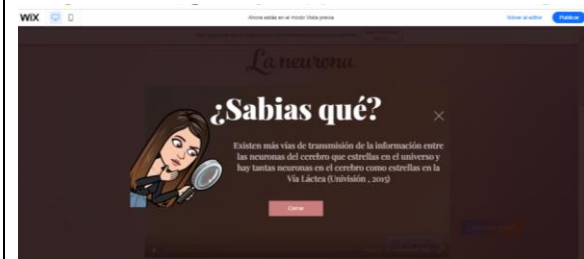 WIX
Ahora estás en el modo Vista previa
Volver al editor
Publicar
La neurona
¿Sabias qué?
Existen más vías de transmisión de la información entre
las neuronas del cerebro que estrellas en el universo y
hay tantas neuronas en el cerebro como estrellas en la
Vía Láctea (Univisión , 2015)
Cerrar